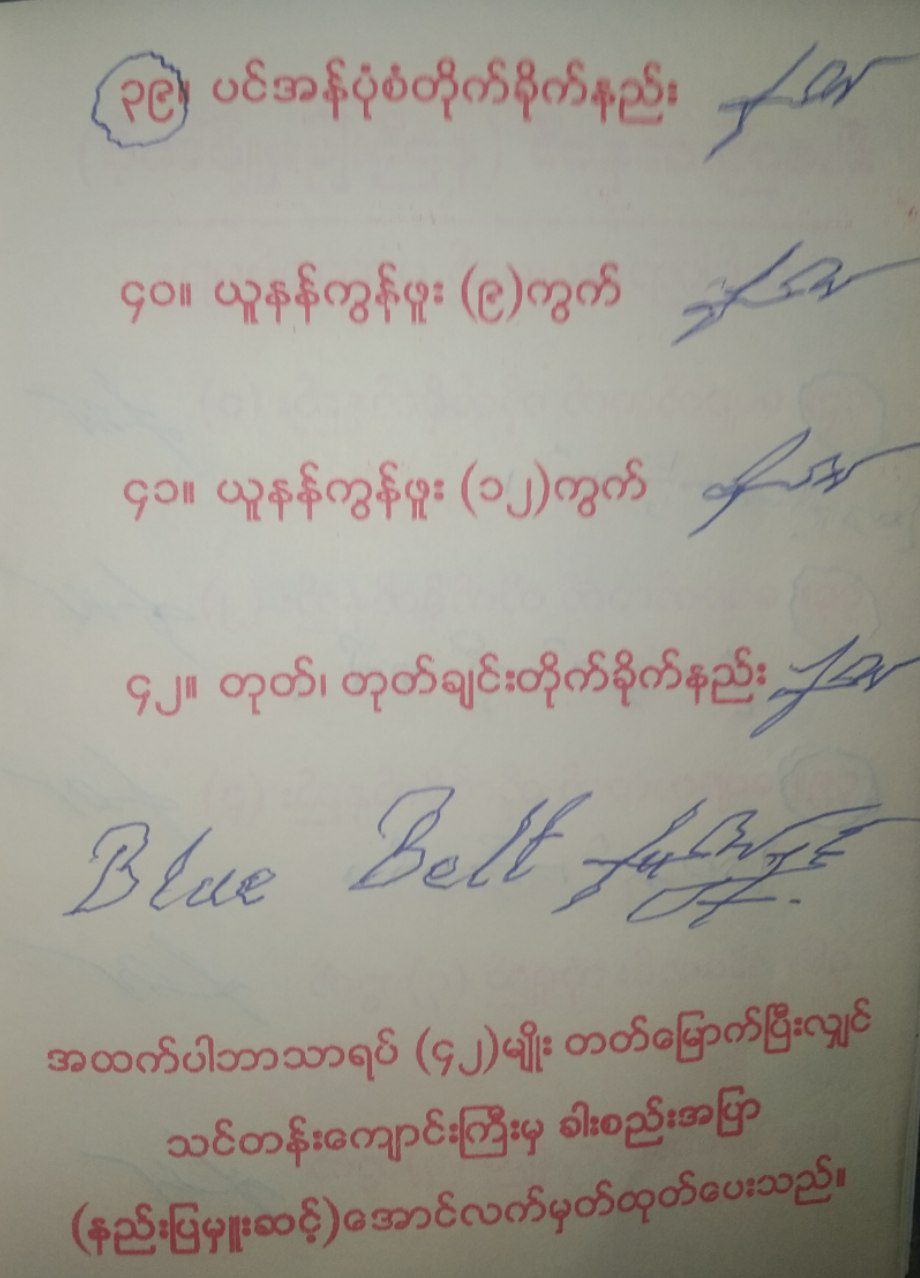 ၃၉။ ပင်အန်ပုံစံတိုက်ခိုက်နည်း
၄၀။ ယူနန်ကွန်ဖူး (၉)ကွက်
၄၁။ ယူနန်ကွန်ဖူး (၁၂)ကွက်
၄၂။ တုတ်၊ တုတ်ချင်းတိုက်ခိုက်နည်း
Blue Belt
အထက်ပါဘာသာရပ် (၄၂)မျိုး တတ်မြောက်ပြီးလျှင်
သင်တန်းကျောင်းကြီးမှ ခါးစည်းအပြာ
(နည်းပြမှူးဆင့်)အောင်လက်မှတ်ထုတ်ပေးသည်။